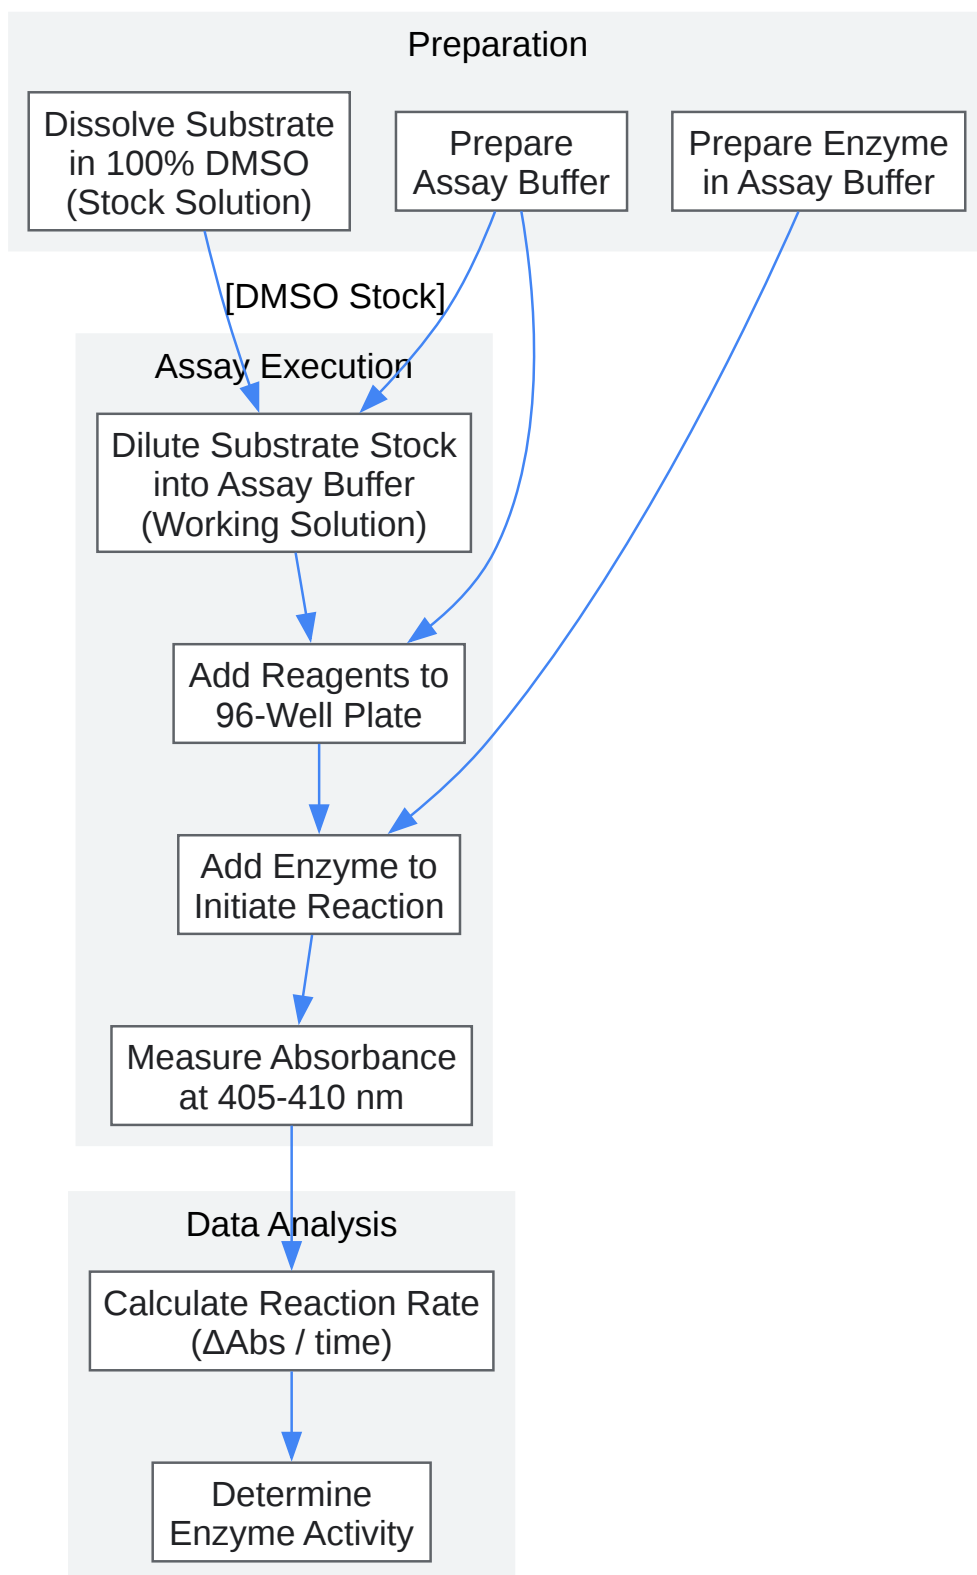 Preparation
Dissolve Substrate
in 100% DMSO
(Stock Solution)
Prepare
Assay Buffer
Prepare Enzyme
in Assay Buffer
[DMSO Stock]
Assay Execution
Dilute Substrate Stock
into Assay Buffer
(Working Solution)
Add Reagents to
96-Well Plate
Add Enzyme to
Initiate Reaction
Measure Absorbance
at 405-410 nm
Data Analysis
Calculate Reaction Rate
(ΔAbs / time)
Determine
Enzyme Activity